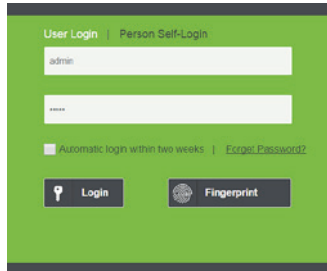 User Login | Person Self-Login
admin
•••••
Automatic login within two weeks | Forget Password?
Login Fingerprint